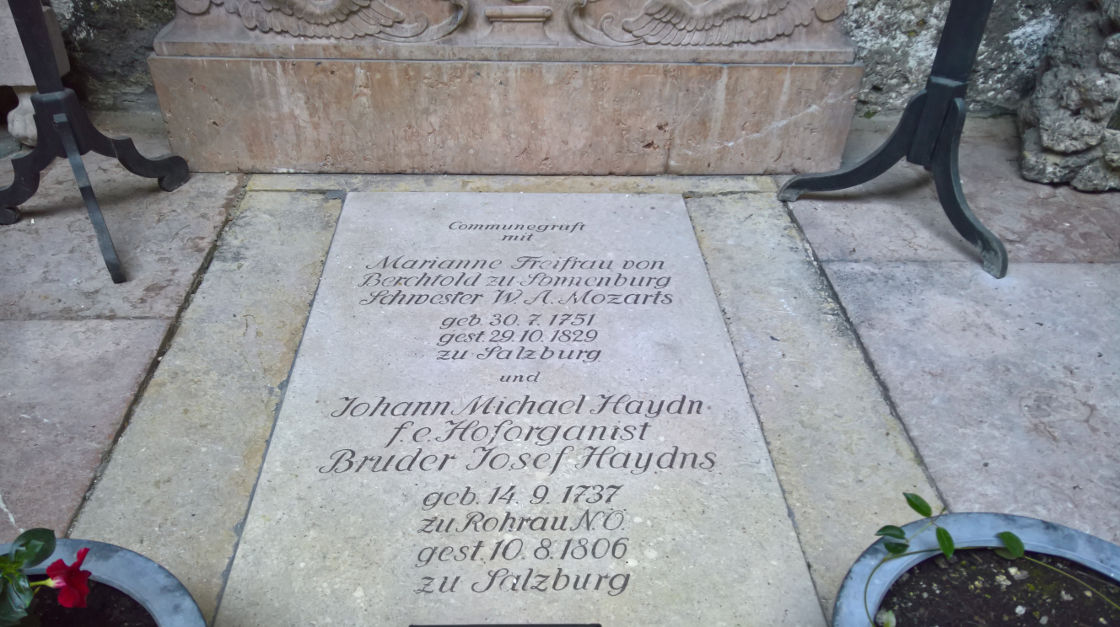 Communegruft
mit
Marianne Freifrau von
Berchtold zu Sonnenburg
Schwester W. A. Mozarts
geb. 30. 7. 1751
gest. 29. 10. 1829
zu Salzburg
und
Johann Michael Haydn
f. e. Hoforganist
Bruder Josef Haydns
geb. 14. 9. 1737
zu Rohrau N.Ö.
gest. 10. 8. 1806
zu Salzburg